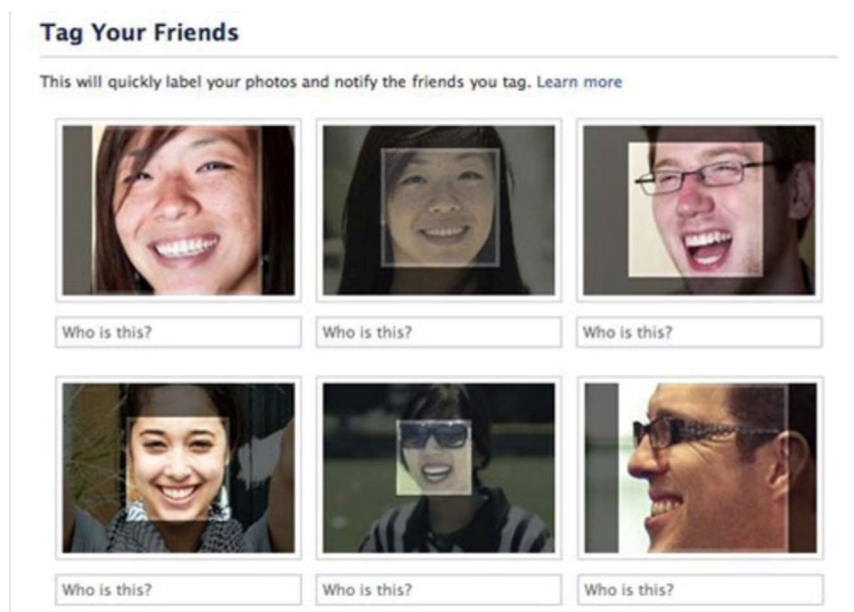 Tag Your Friends
This will quickly label your photos and notify the friends you tag. Learn more
Who is this?
Who is this?
Who is this?
Who is this?
Who is this?
Who is this?